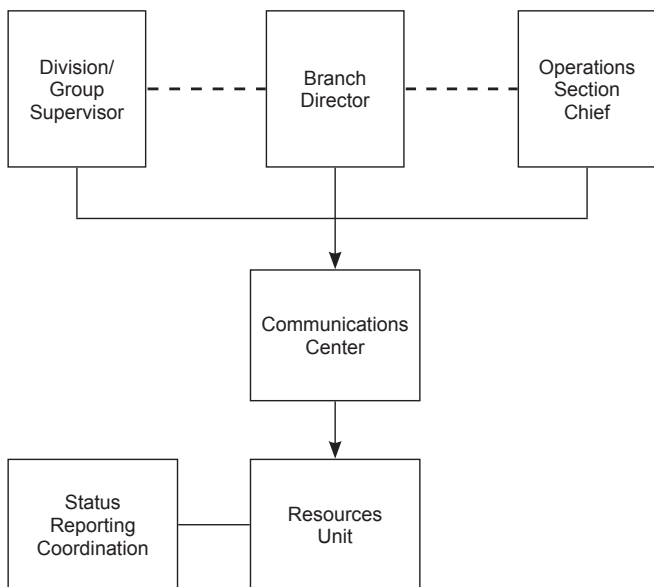 Division/
Group
Supervisor
Branch
Director
Operations
Section
Chief
Communications
Center
Status
Reporting
Coordination
Resources
Unit